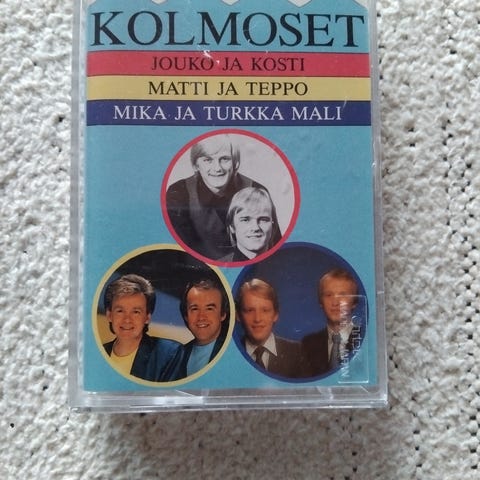 KOLMOSET
JOUKO JA KOSTI
MATTI JA TEPPO
MIKA JA TURKKA MALI